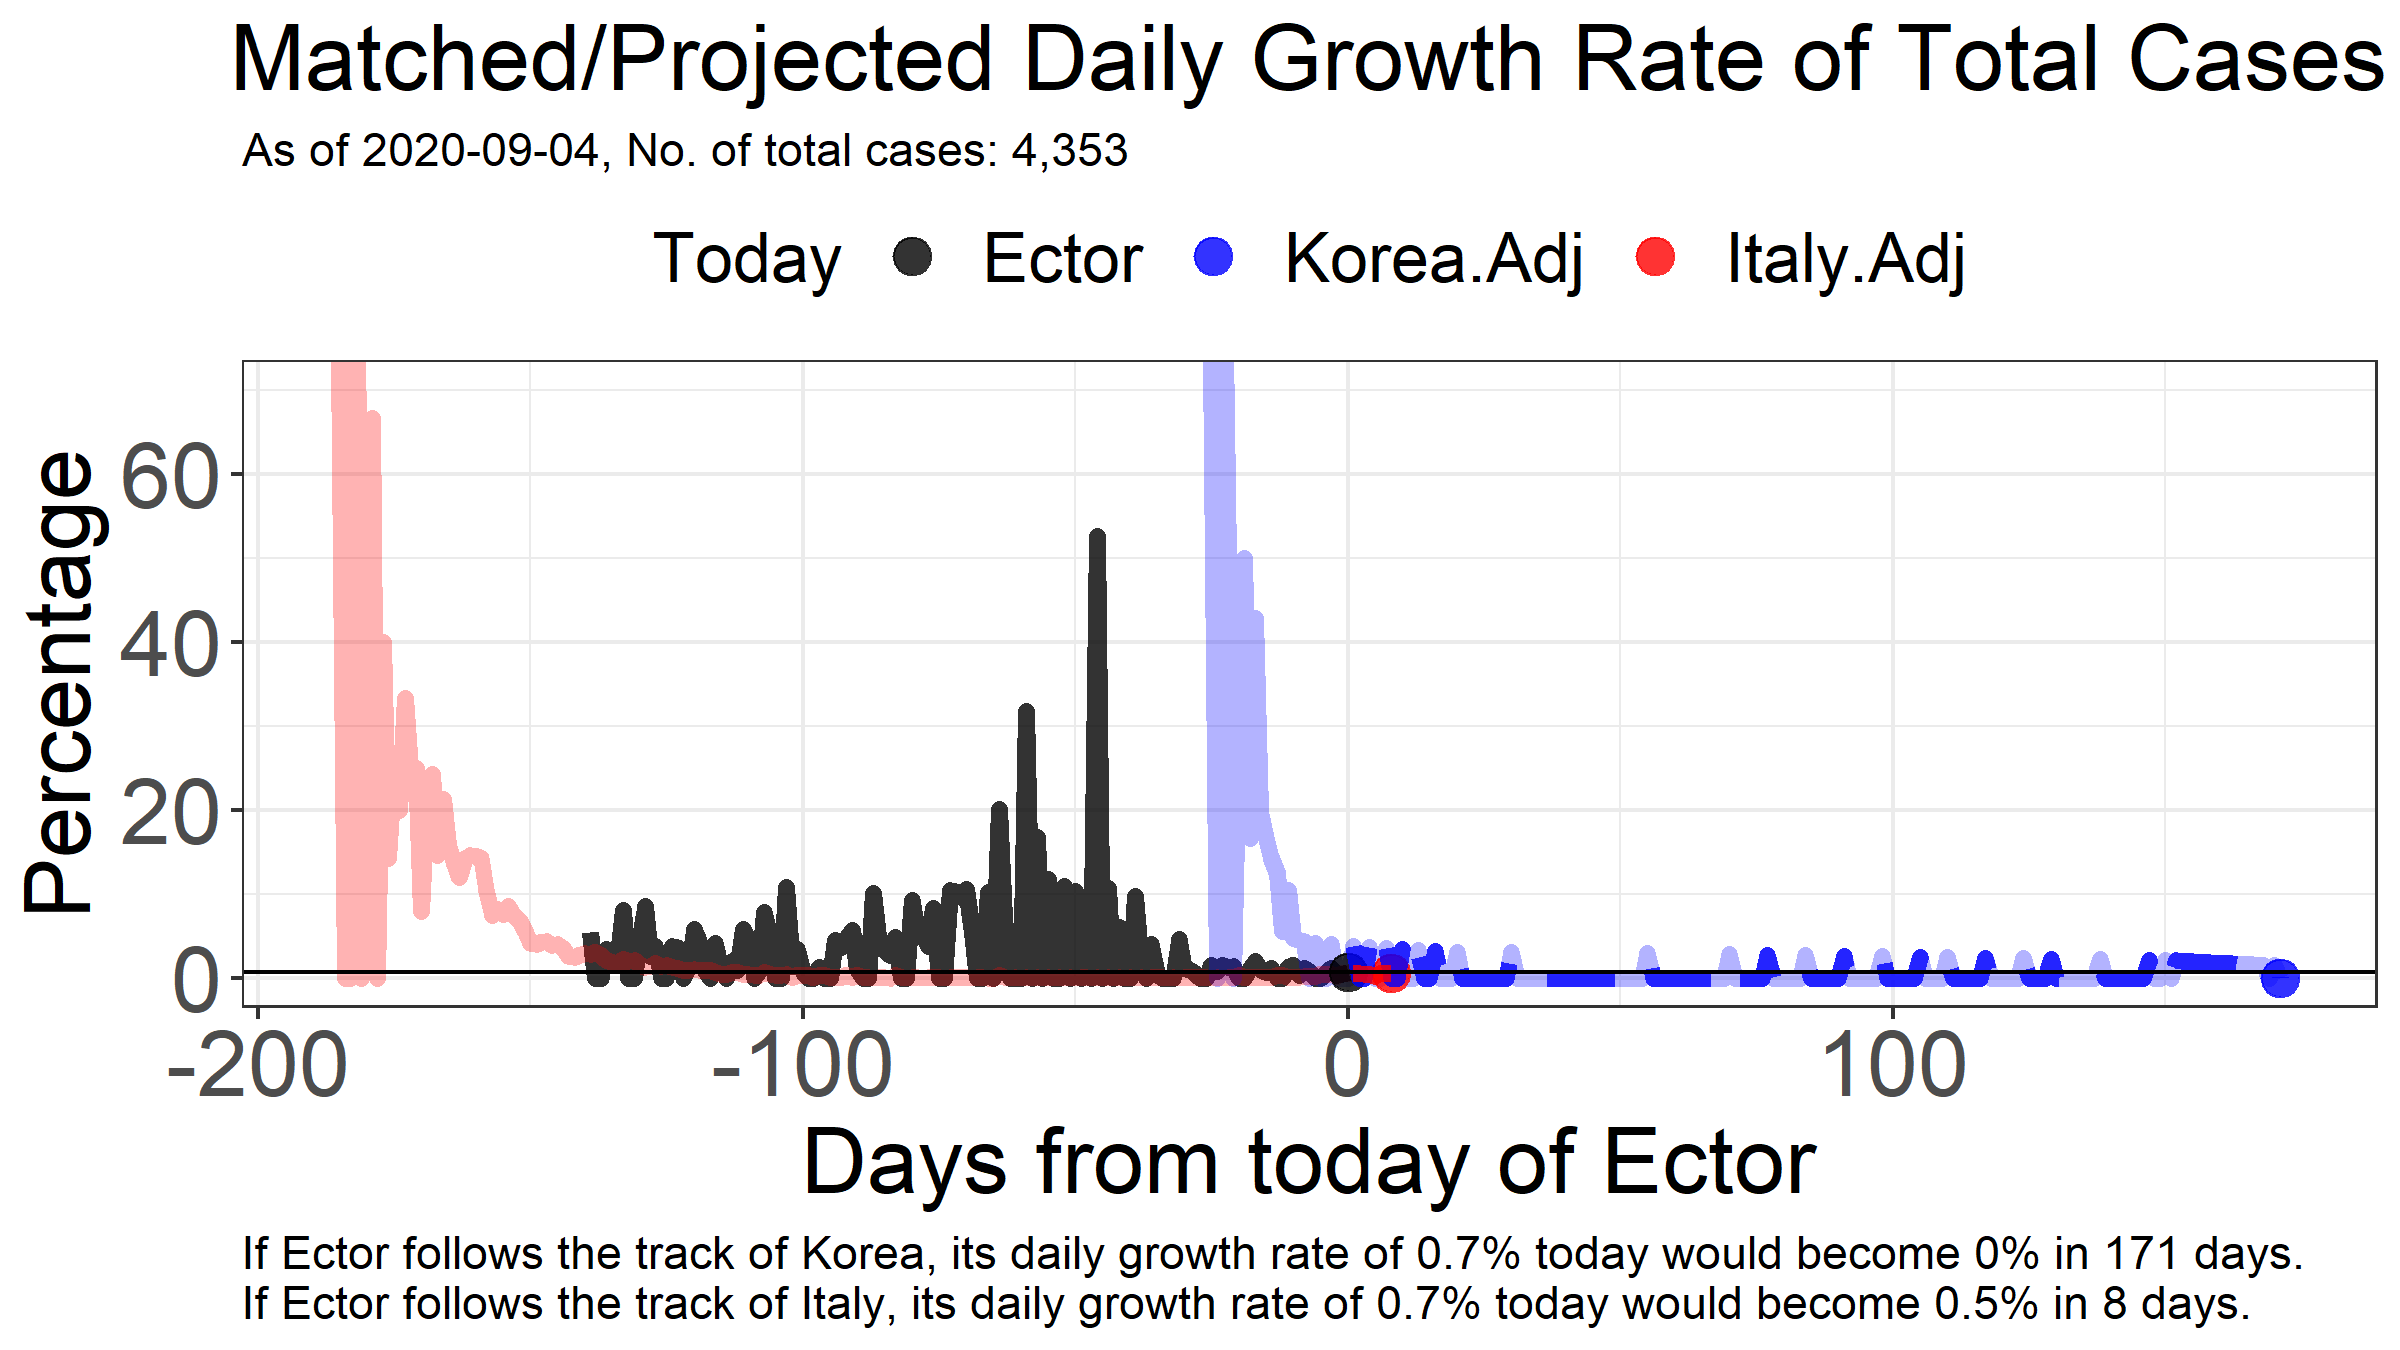 Matched/Projected Daily Growth Rate of Total Cases
As of 2020-09-04, No. of total cases: 4,353
Today Ector Korea.Adj Italy.Adj
Percentage
60
40
20
0
-200 -100 0 100
Days from today of Ector
If Ector follows the track of Korea, its daily growth rate of 0.7% today would become 0% in 171 days.
If Ector follows the track of Italy, its daily growth rate of 0.7% today would become 0.5% in 8 days.